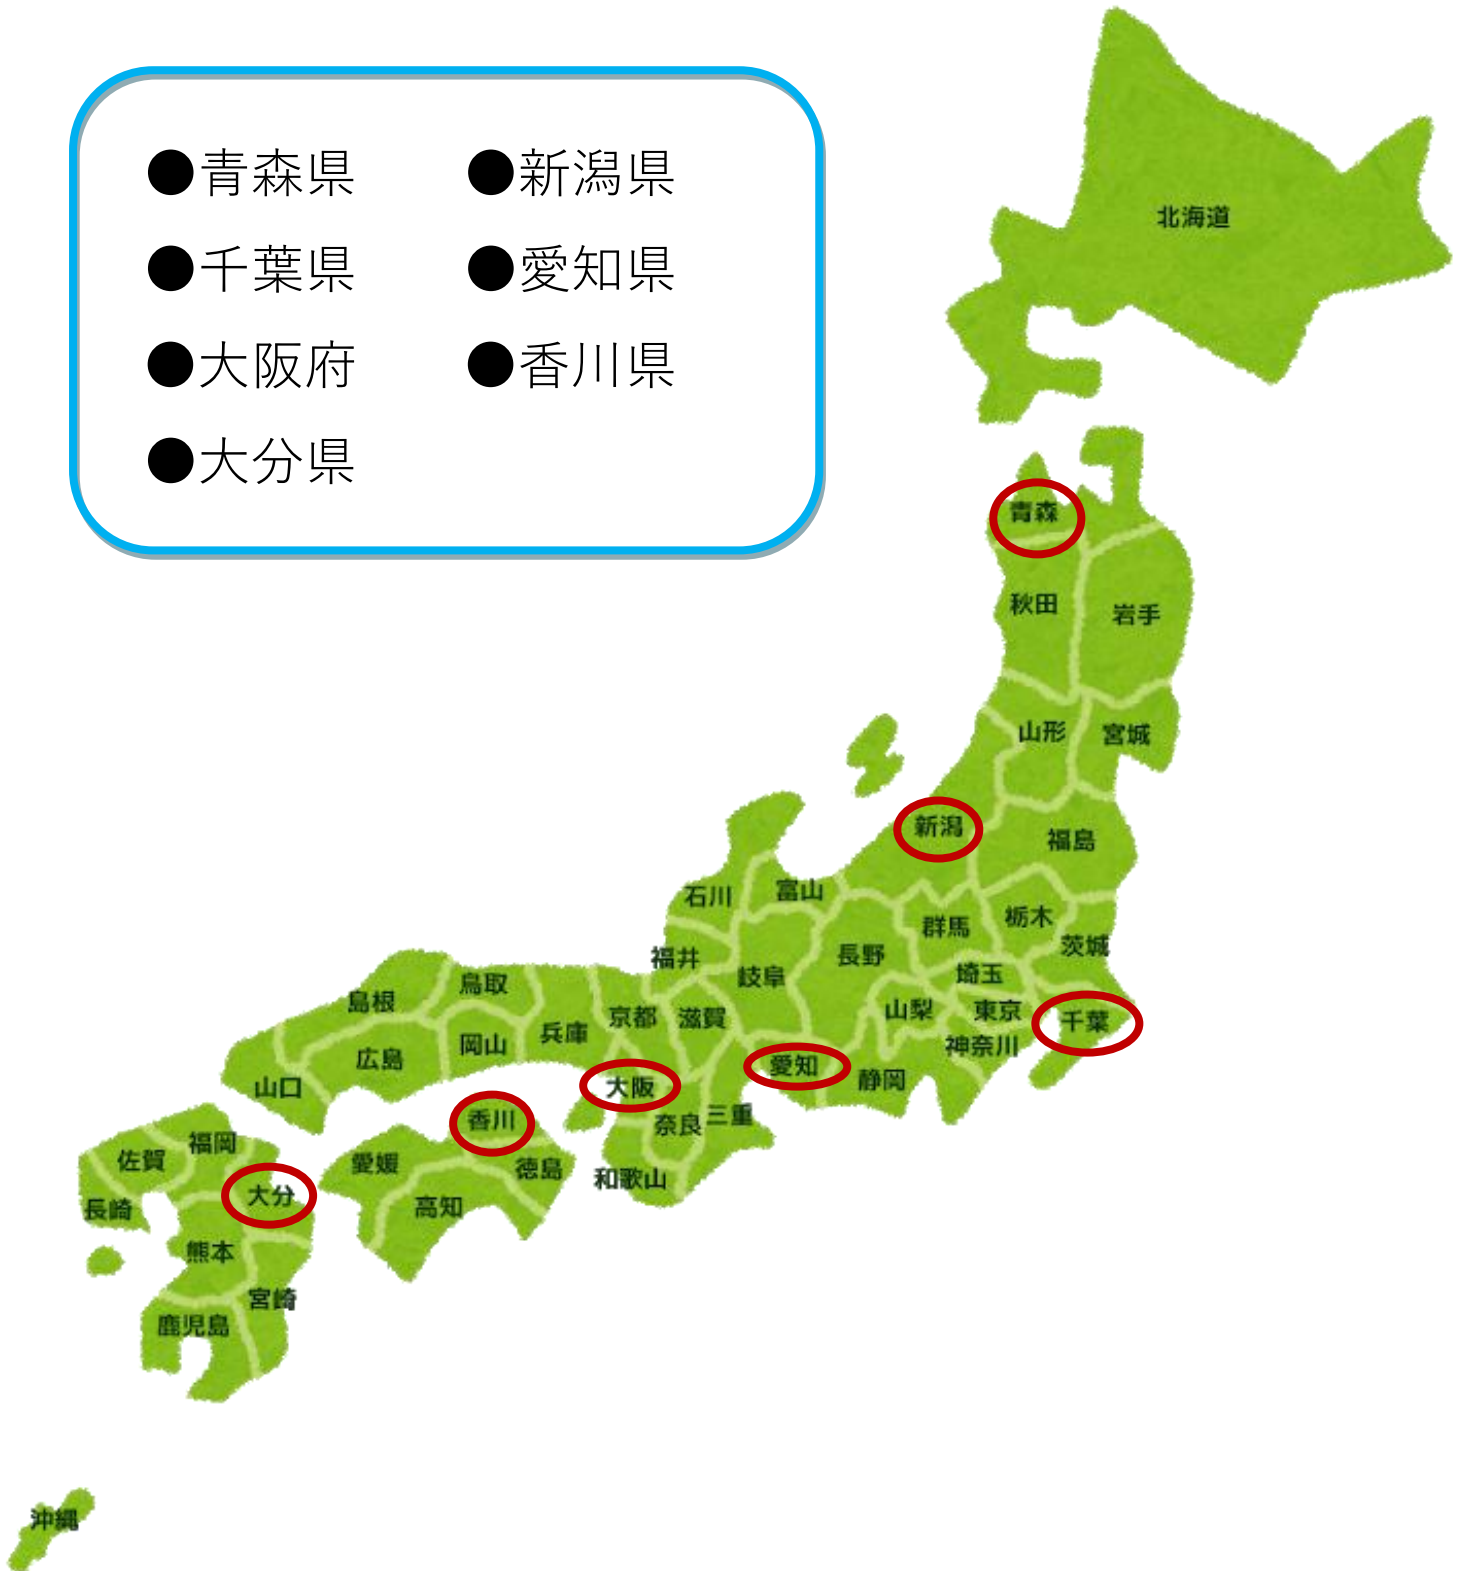 ●青森県 ●新潟県
●千葉県 ●愛知県
●大阪府 ●香川県
●大分県
北海道
青森
秋田
岩手
山形
宮城
新潟
福島
石川
富山
群馬
栃木
茨城
福井
岐阜
長野
埼玉
島根
鳥取
兵庫
京都
滋賀
山梨
東京
千葉
神奈川
広島
岡山
山口
大阪
愛知
静岡
香川
奈良
三重
福岡
佐賀
愛媛
徳島
和歌山
長崎
大分
高知
熊本
宮崎
鹿児島
沖縄